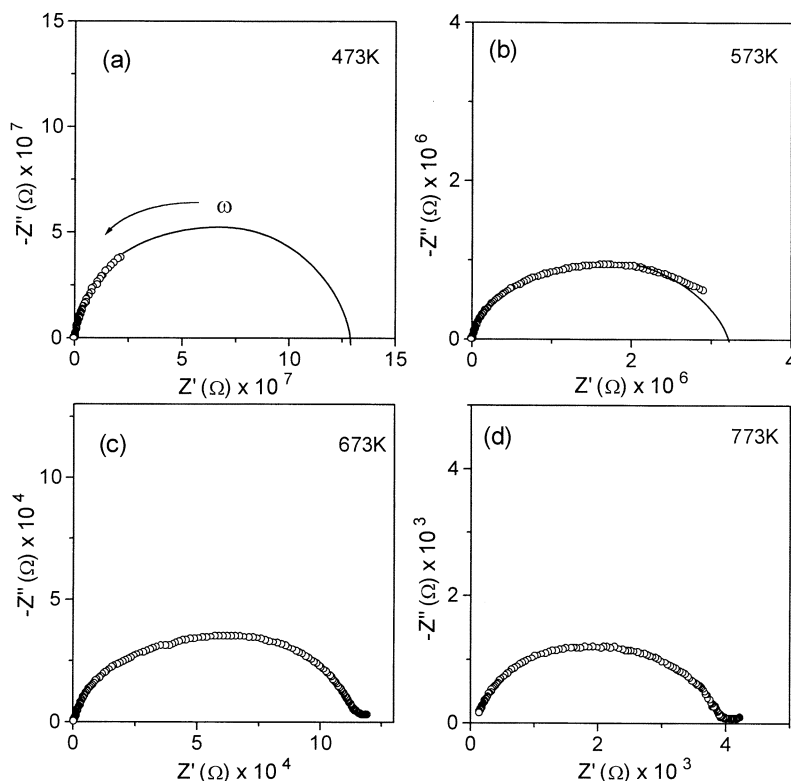 (a)
473K
-Z" (Ω) x 10⁷
15
10
5
0
ω
0 5 10 15
Z' (Ω) x 10⁷
(b)
573K
-Z" (Ω) x 10⁶
4
2
0
0 2 4
Z' (Ω) x 10⁶
(c)
673K
-Z" (Ω) x 10⁴
10
5
0
0 5 10
Z' (Ω) x 10⁴
(d)
773K
-Z" (Ω) x 10³
4
2
0
0 2 4
Z' (Ω) x 10³